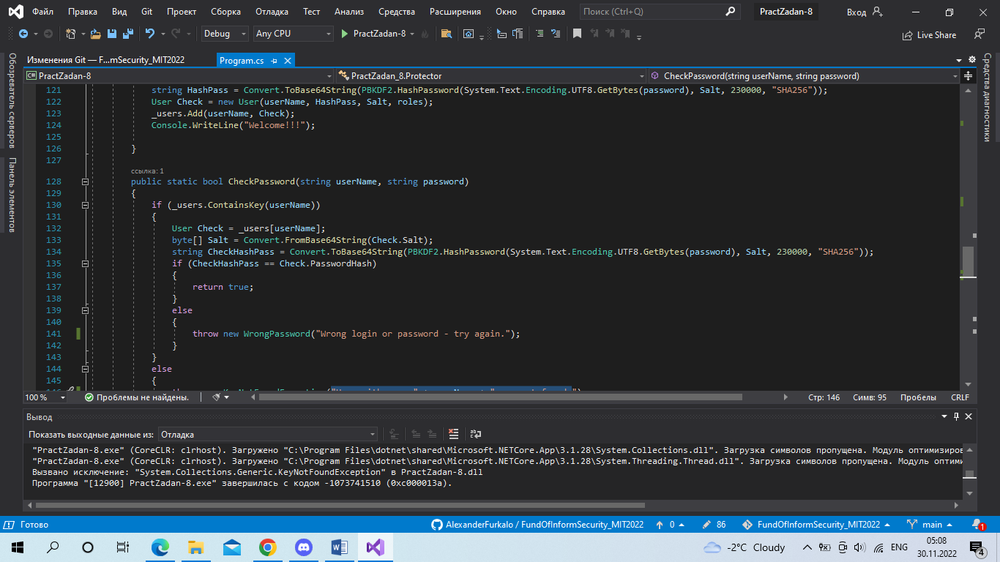 Файл Правка Вид Git Проект Сборка Отладка Тест Анализ Средства Расширения Окно Справка Поиск (Ctrl+Q) PractZadan-8 Вход
Debug Any CPU PractZadan-8 Live Share
Обозреватель серверов
Панель элементов
Средства диагностики
Изменения Git — F...mSecurity_MIT2022 Program.cs
C# PractZadan-8 PractZadan_8.Protector CheckPassword(string userName, string password)
121 string HashPass = Convert.ToBase64String(PBKDF2.HashPassword(System.Text.Encoding.UTF8.GetBytes(password), Salt, 230000, "SHA256"));
122 User Check = new User(userName, HashPass, Salt, roles);
123 _users.Add(userName, Check);
124 Console.WriteLine("Welcome!!!");
125
126 }
127
ссылка: 1
128 public static bool CheckPassword(string userName, string password)
129 {
130 if (_users.ContainsKey(userName))
131 {
132 User Check = _users[userName];
133 byte[] Salt = Convert.FromBase64String(Check.Salt);
134 string CheckHashPass = Convert.ToBase64String(PBKDF2.HashPassword(System.Text.Encoding.UTF8.GetBytes(password), Salt, 230000, "SHA256"));
135 if (CheckHashPass == Check.PasswordHash)
136 {
137 return true;
138 }
139 else
140 {
141 throw new WrongPassword("Wrong login or password - try again.");
142 }
143 }
144 else
145 {
100 % Проблемы не найдены. Стр: 146 Симв: 95 Пробелы CRLF
Вывод
Показать выходные данные из: Отладка
"PractZadan-8.exe" (CoreCLR: clrhost). Загружено "C:\Program Files\dotnet\shared\Microsoft.NETCore.App\3.1.28\System.Collections.dll". Загрузка символов пропущена. Модуль оптимизиров
"PractZadan-8.exe" (CoreCLR: clrhost). Загружено "C:\Program Files\dotnet\shared\Microsoft.NETCore.App\3.1.28\System.Threading.Thread.dll". Загрузка символов пропущена. Модуль оптими
Вызвано исключение: "System.Collections.Generic.KeyNotFoundException" в PractZadan-8.dll
Программа "[12900] PractZadan-8.exe" завершилась с кодом -1073741510 (0xc000013a).
Готово AlexanderFurkalo / FundOfInformSecurity_MIT2022 0 86 FundOfInformSecurity_MIT2022 main 1
-2°C Cloudy ENG 05:08
30.11.2022 4